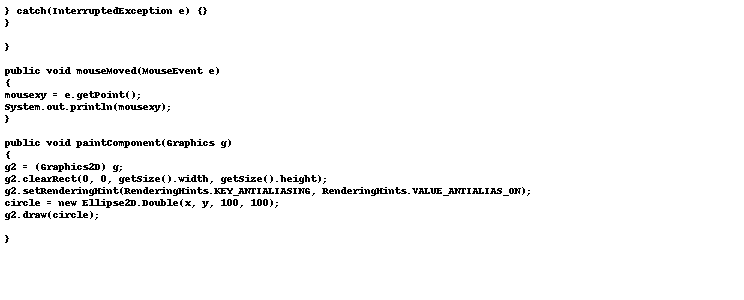 } catch(InterruptedException e) {}
}
}
public void mouseMoved(MouseEvent e)
{
mousexy = e.getPoint();
System.out.println(mousexy);
}
public void paintComponent(Graphics g)
{
g2 = (Graphics2D) g;
g2.clearRect(0, 0, getSize().width, getSize().height);
g2.setRenderingHint(RenderingHints.KEY_ANTIALIASING, RenderingHints.VALUE_ANTIALIAS_ON);
circle = new Ellipse2D.Double(x, y, 100, 100);
g2.draw(circle);
}